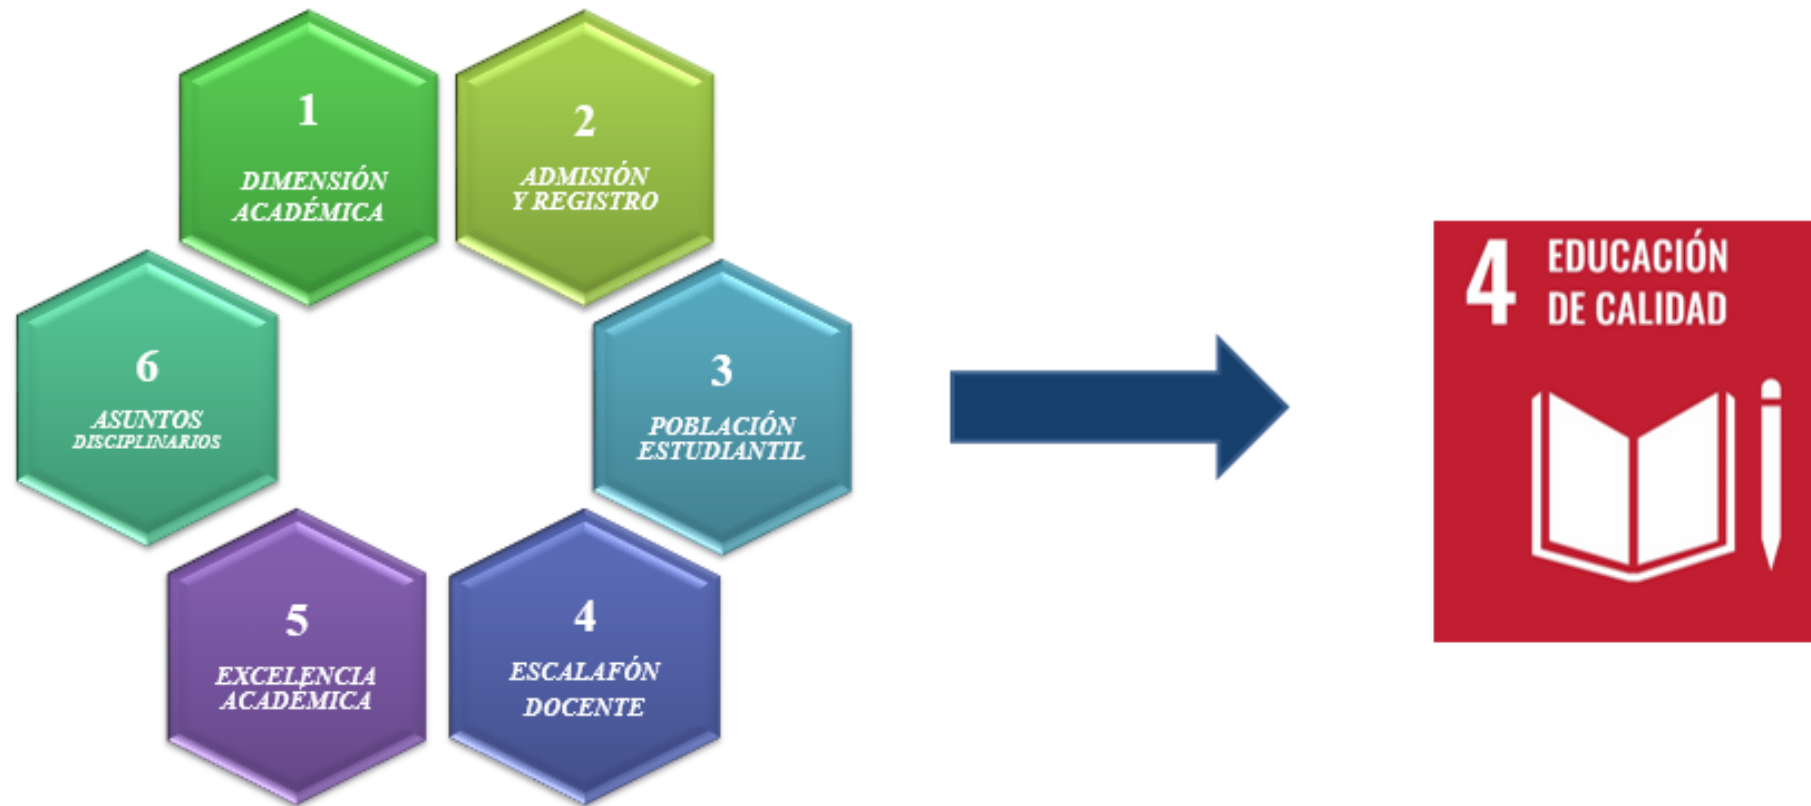 1
DIMENSIÓN
ACADÉMICA
2
ADMISIÓN
Y REGISTRO
3
POBLACIÓN
ESTUDIANTIL
4
ESCALAFÓN
DOCENTE
5
EXCELENCIA
ACADÉMICA
6
ASUNTOS
DISCIPLINARIOS
4 EDUCACIÓN
DE CALIDAD